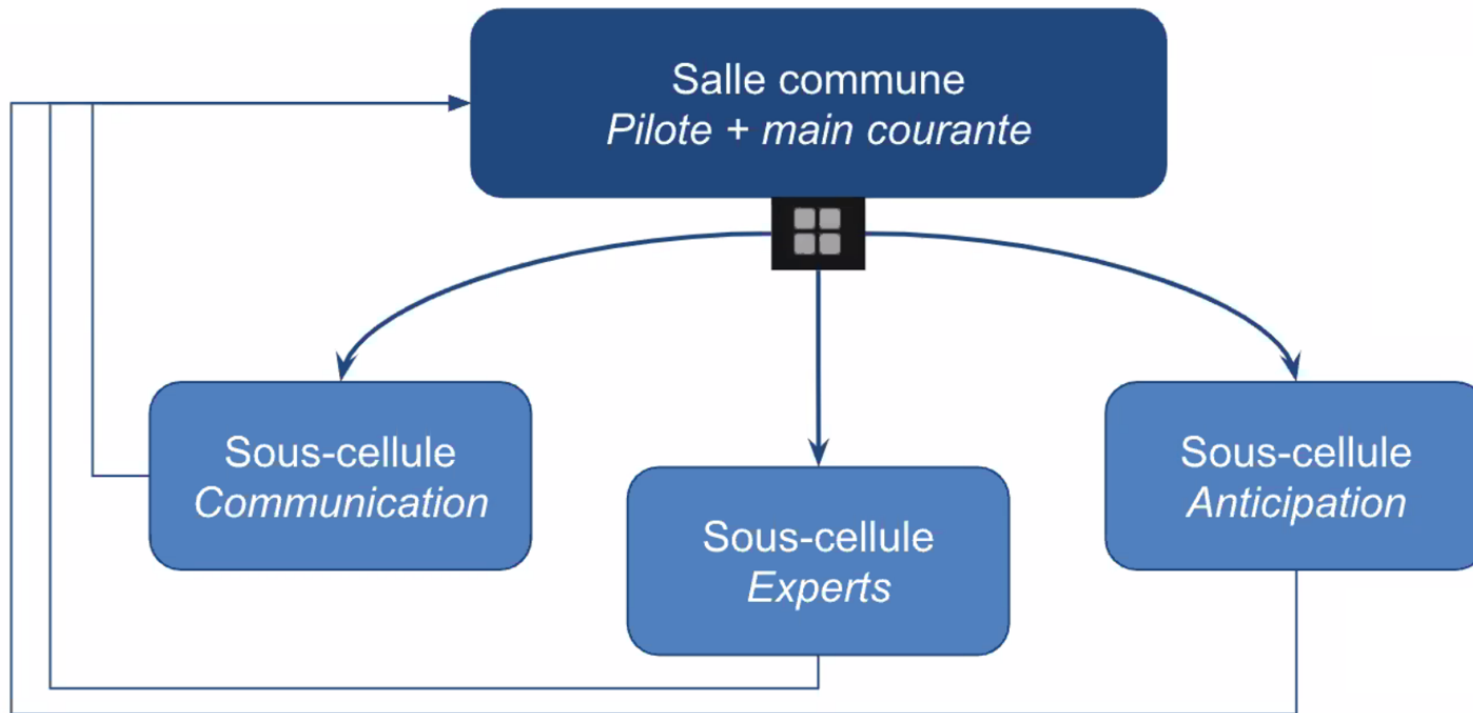 Salle commune
Pilote + main courante
Sous-cellule
Communication
Sous-cellule
Experts
Sous-cellule
Anticipation